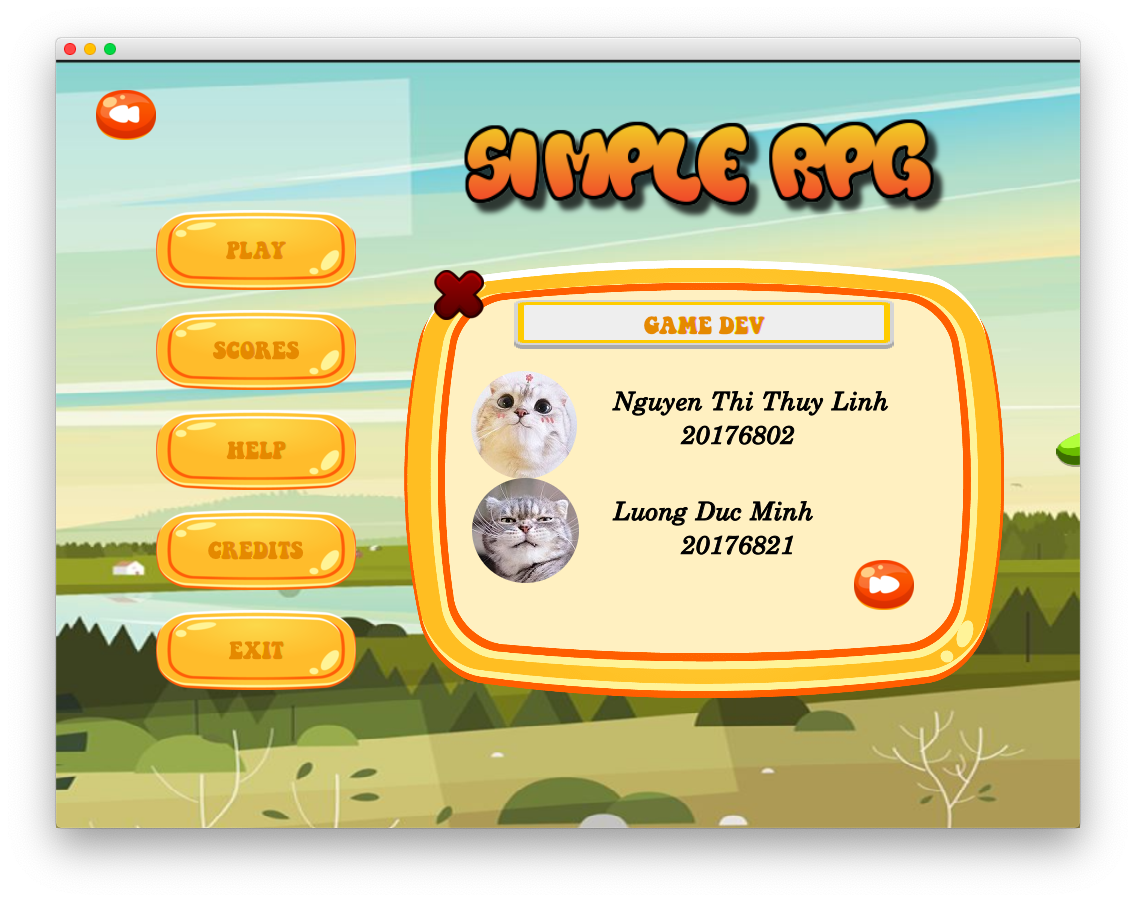 SIMPLE RPG
PLAY
SCORES
HELP
CREDITS
EXIT
GAME DEV
Nguyen Thi Thuy Linh
20176802
Luong Duc Minh
20176821